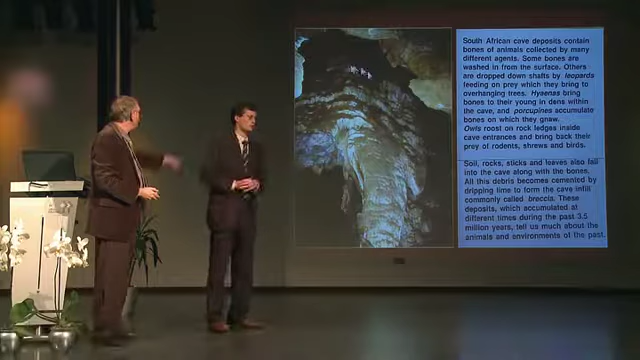 South African cave deposits contain
bones of animals collected by many
different agents. Some bones are
washed in from the surface. Others
are dropped down shafts by leopards
feeding on prey which they bring to
overhanging trees. Hyaenas bring
bones to their young in dens within
the cave, and porcupines accumulate
bones on which they gnaw.
Owls roost on rock ledges inside
cave entrances and bring back their
prey of rodents, shrews and birds.
Soil, rocks, sticks and leaves also fall
into the cave along with the bones.
All this debris becomes cemented by
dripping lime to form the cave infill
commonly called breccia. These
deposits, which accumulated at
different times during the past 3.5
million years, tell us much about the
animals and environments of the past.